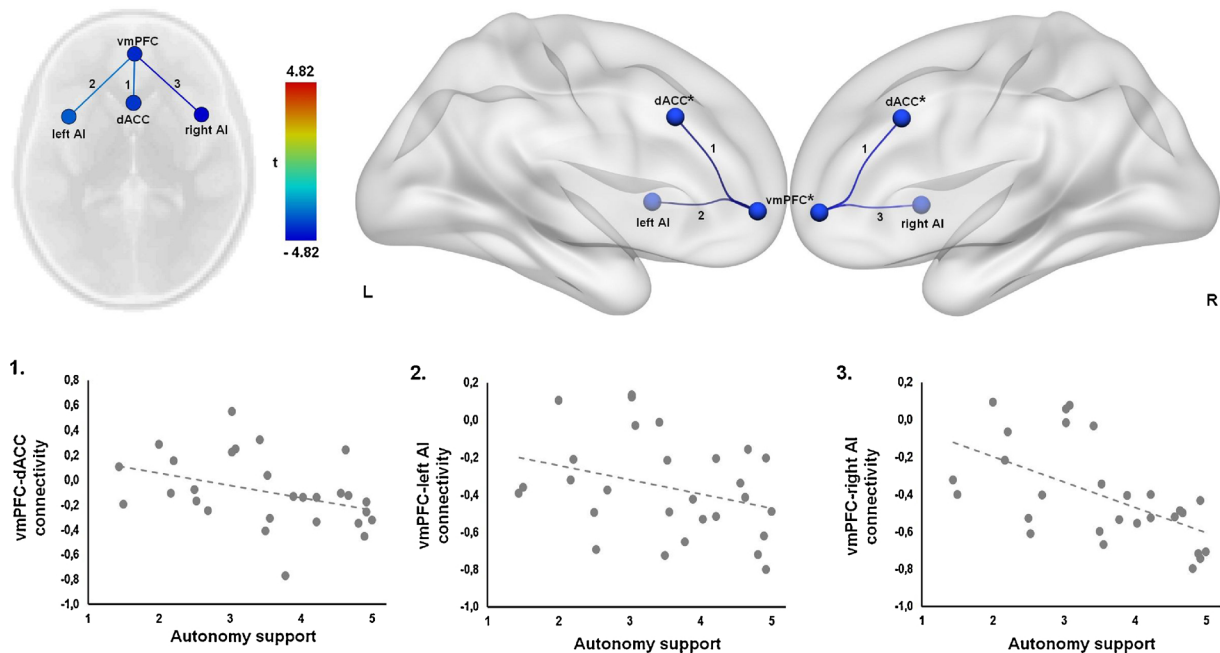 vmPFC
2
1
3
left AI
dACC
right AI
4.82
t
- 4.82
dACC*
1
vmPFC*
left AI
2
dACC*
1
3
right AI
L
R
1.
0,8
0,6
0,4
0,2
0,0
-0,2
-0,4
-0,6
-0,8
-1,0
vmPFC-dACC
connectivity
1 2 3 4 5
Autonomy support
2.
0,2
0,0
-0,2
-0,4
-0,6
-0,8
-1,0
vmPFC-left AI
connectivity
1 2 3 4 5
Autonomy support
3.
0,2
0,0
-0,2
-0,4
-0,6
-0,8
-1,0
vmPFC-right AI
connectivity
1 2 3 4 5
Autonomy support